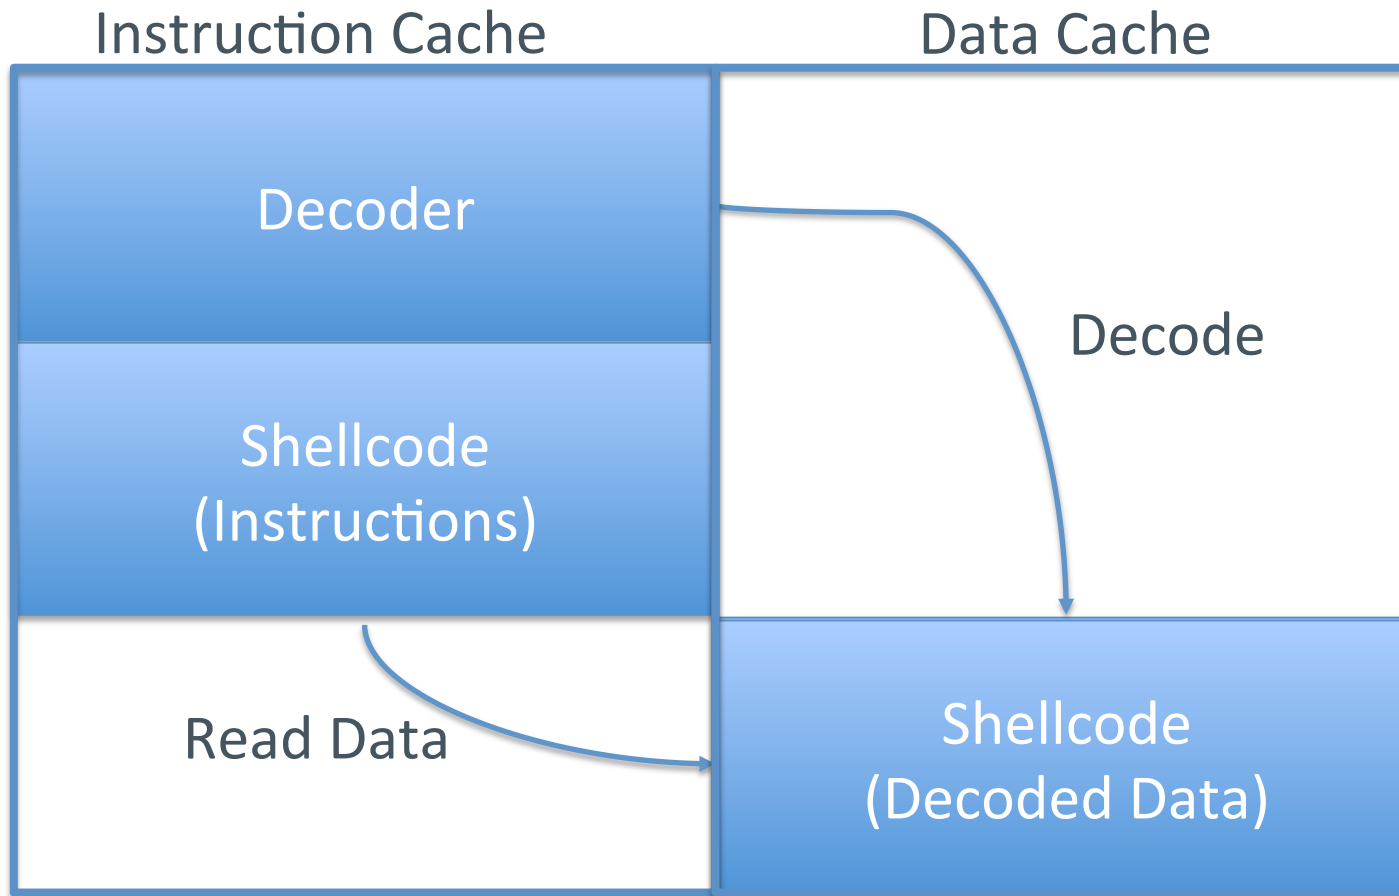 Instruction Cache
Data Cache
Decoder
Decode
Shellcode
(Instructions)
Read Data
Shellcode
(Decoded Data)